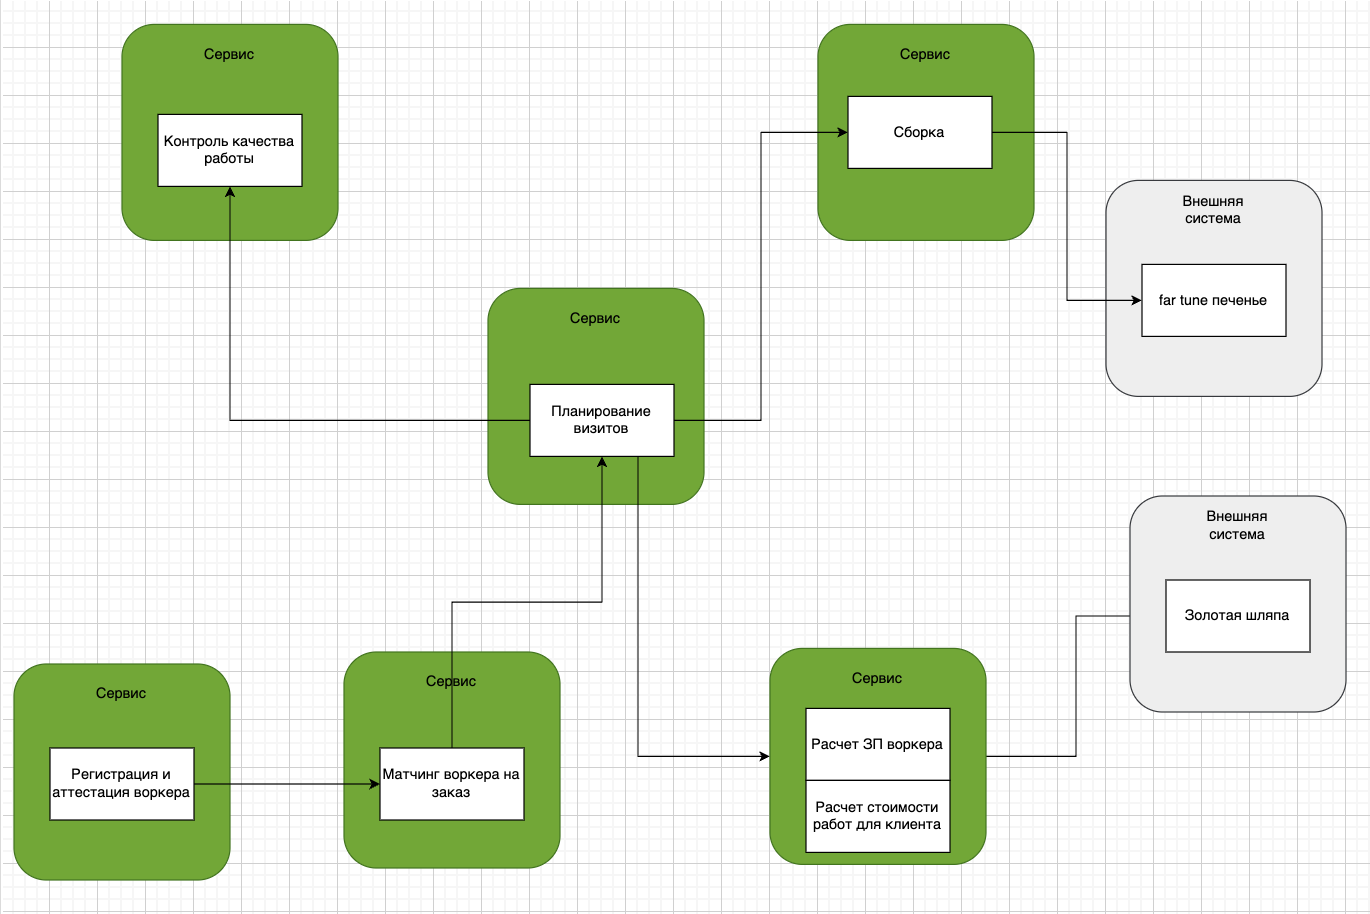 Сервис
Контроль качества
работы
Сервис
Сборка
Внешняя
система
far tune печенье
Сервис
Планирование
визитов
Внешняя
система
Золотая шляпа
Сервис
Регистрация и
аттестация воркера
Сервис
Матчинг воркера на
заказ
Сервис
Расчет ЗП воркера
Расчет стоимости
работ для клиента